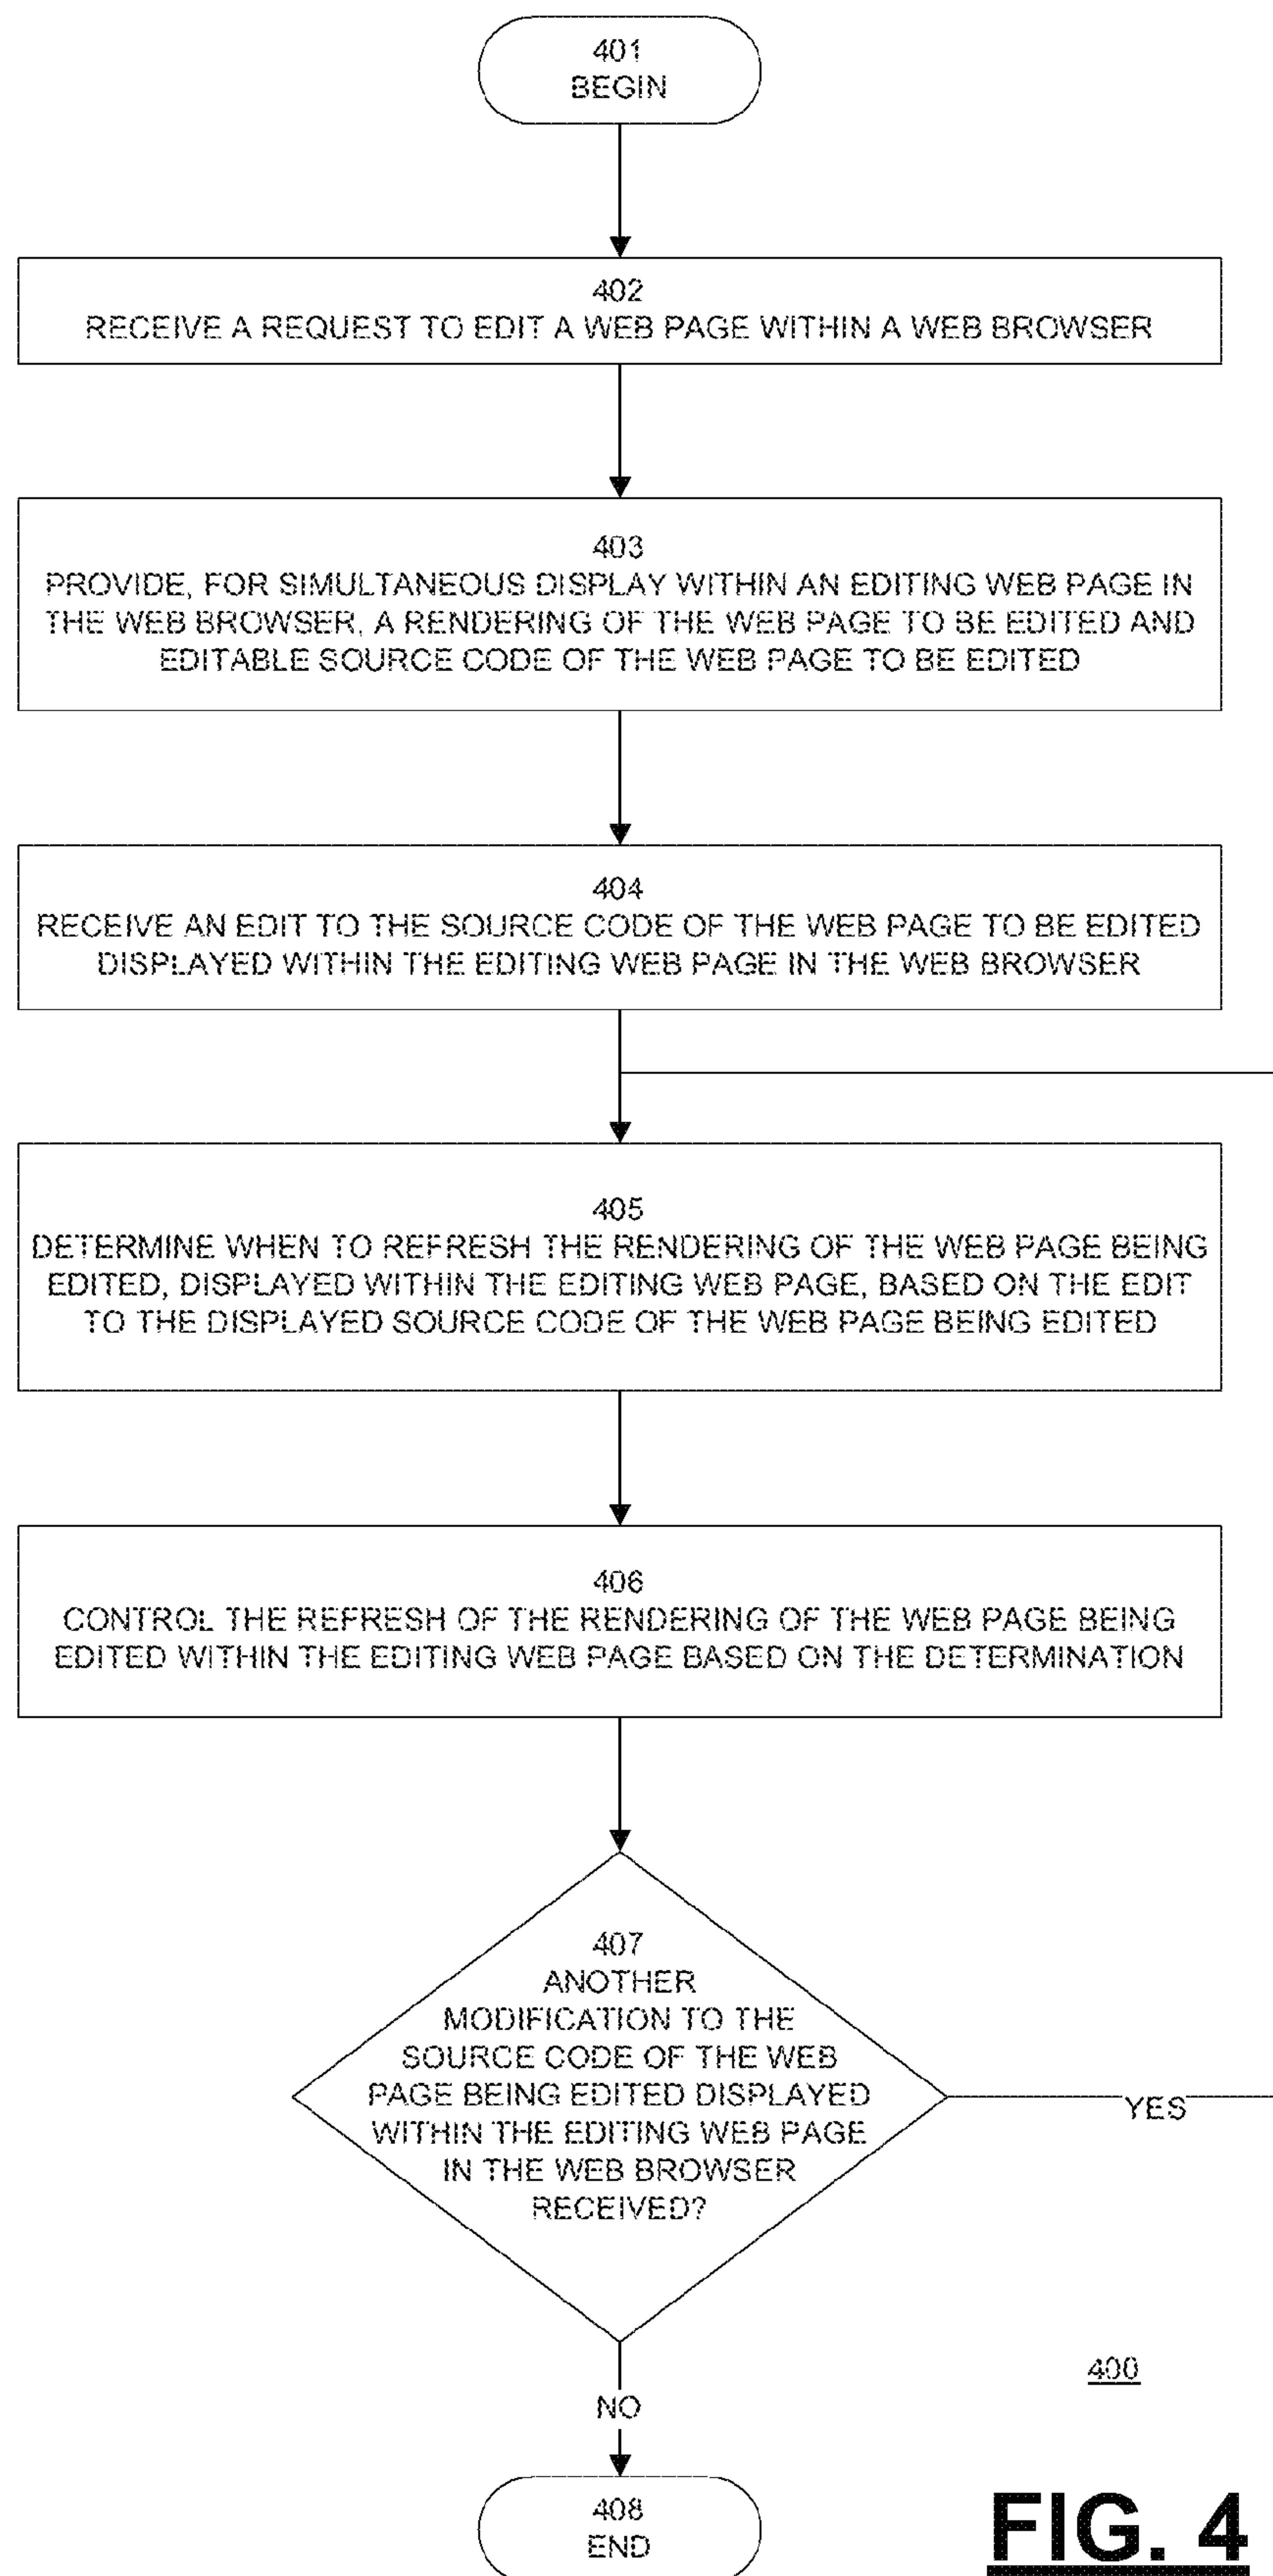 401
BEGIN
402
RECEIVE A REQUEST TO EDIT A WEB PAGE WITHIN A WEB BROWSER
403
PROVIDE, FOR SIMULTANEOUS DISPLAY WITHIN AN EDITING WEB PAGE IN
THE WEB BROWSER, A RENDERING OF THE WEB PAGE TO BE EDITED AND
EDITABLE SOURCE CODE OF THE WEB PAGE TO BE EDITED
404
RECEIVE AN EDIT TO THE SOURCE CODE OF THE WEB PAGE TO BE EDITED
DISPLAYED WITHIN THE EDITING WEB PAGE IN THE WEB BROWSER
405
DETERMINE WHEN TO REFRESH THE RENDERING OF THE WEB PAGE BEING
EDITED, DISPLAYED WITHIN THE EDITING WEB PAGE, BASED ON THE EDIT
TO THE DISPLAYED SOURCE CODE OF THE WEB PAGE BEING EDITED
406
CONTROL THE REFRESH OF THE RENDERING OF THE WEB PAGE BEING
EDITED WITHIN THE EDITING WEB PAGE BASED ON THE DETERMINATION
407
ANOTHER
MODIFICATION TO THE
SOURCE CODE OF THE WEB
PAGE BEING EDITED DISPLAYED
WITHIN THE EDITING WEB PAGE
IN THE WEB BROWSER
RECEIVED?
YES
NO
400
408
END
FIG. 4